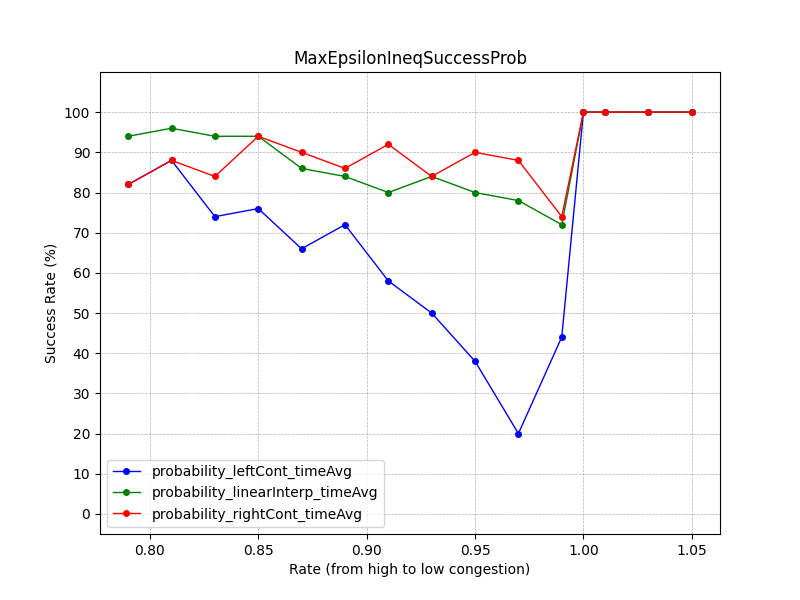 MaxEpsilonIneqSuccessProb
Success Rate (%)
100
90
80
70
60
50
40
30
20
10
0
probability_leftCont_timeAvg
probability_linearInterp_timeAvg
probability_rightCont_timeAvg
0.80 0.85 0.90 0.95 1.00 1.05
Rate (from high to low congestion)